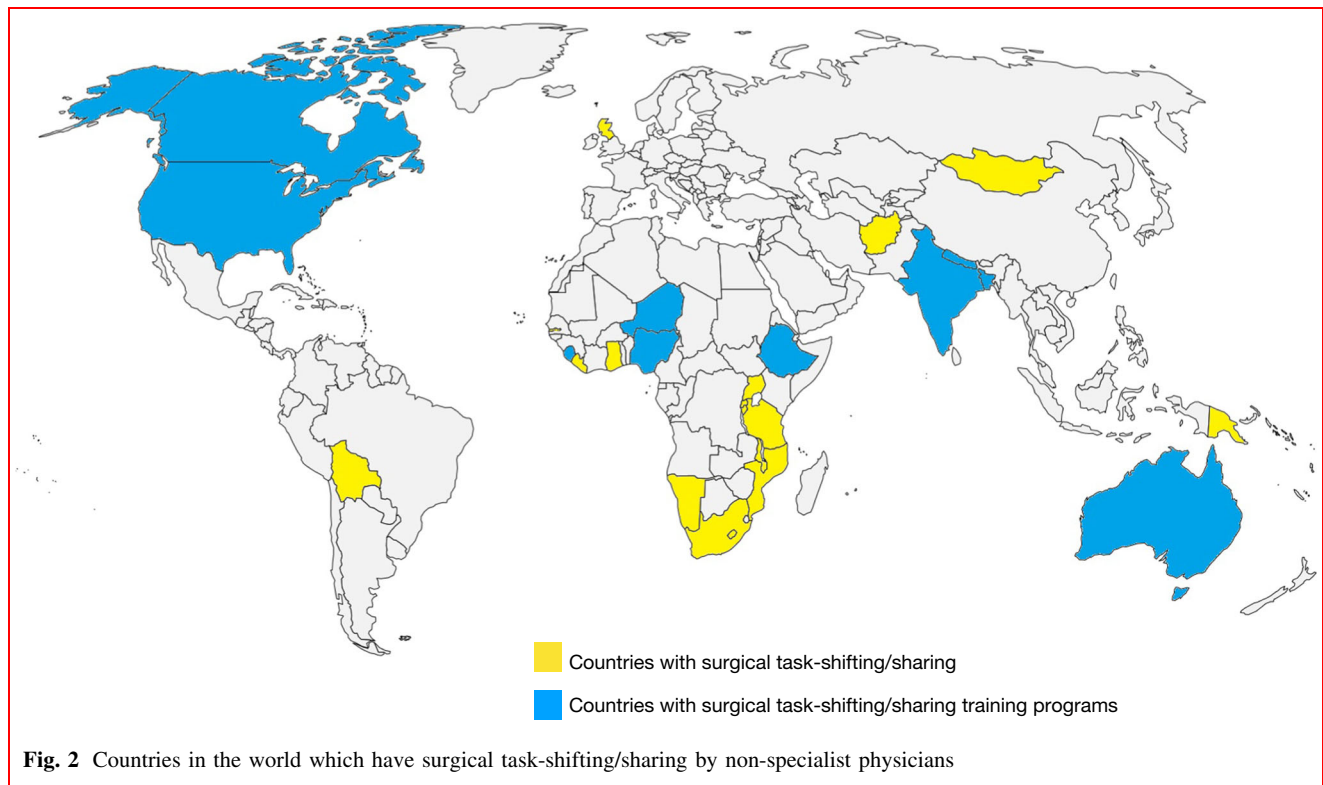 Countries with surgical task-shifting/sharing
Countries with surgical task-shifting/sharing training programs
Fig. 2 Countries in the world which have surgical task-shifting/sharing by non-specialist physicians